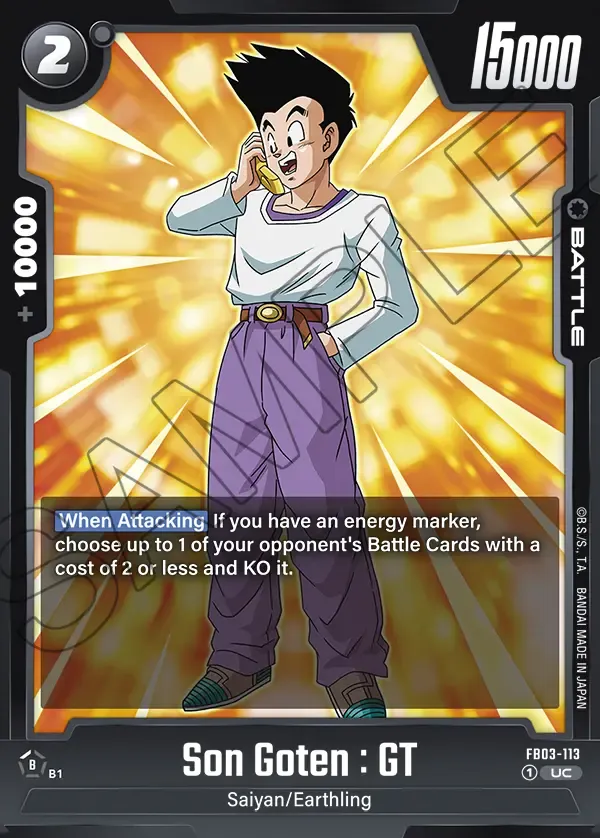 2
15000
+ 10000
BATTLE
SAMPLE
When Attacking If you have an energy marker,
choose up to 1 of your opponent's Battle Cards with a
cost of 2 or less and KO it.
©B.S./S., T.A. BANDAI MADE IN JAPAN
B
B1
Son Goten : GT
FB03-113
1 UC
Saiyan/Earthling